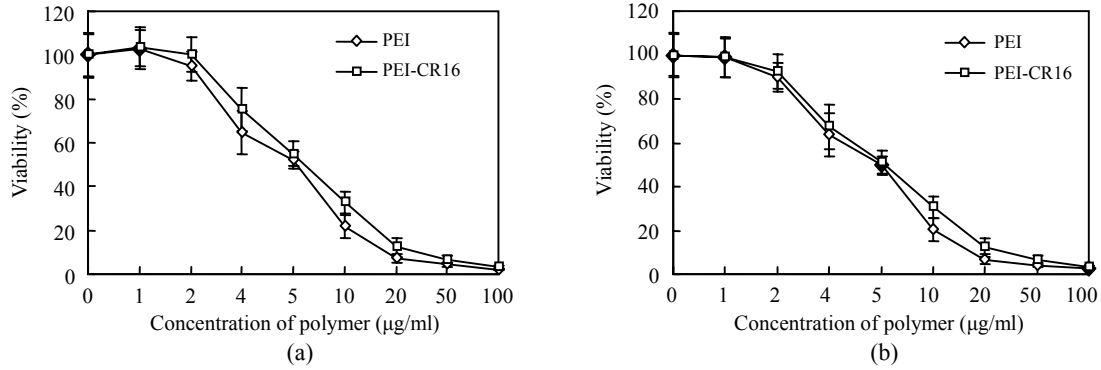 120
100
80
60
40
20
0
Viability (%)
PEI
PEI-CR16
0 1 2 4 5 10 20 50 100
Concentration of polymer (μg/ml)
(a)
120
100
80
60
40
20
0
Viability (%)
PEI
PEI-CR16
0 1 2 4 5 10 20 50 100
Concentration of polymer (μg/ml)
(b)